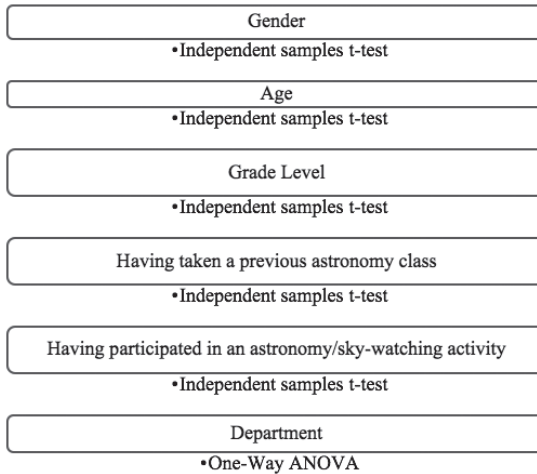 Gender
•Independent samples t-test
Age
•Independent samples t-test
Grade Level
•Independent samples t-test
Having taken a previous astronomy class
•Independent samples t-test
Having participated in an astronomy/sky-watching activity
•Independent samples t-test
Department
•One-Way ANOVA